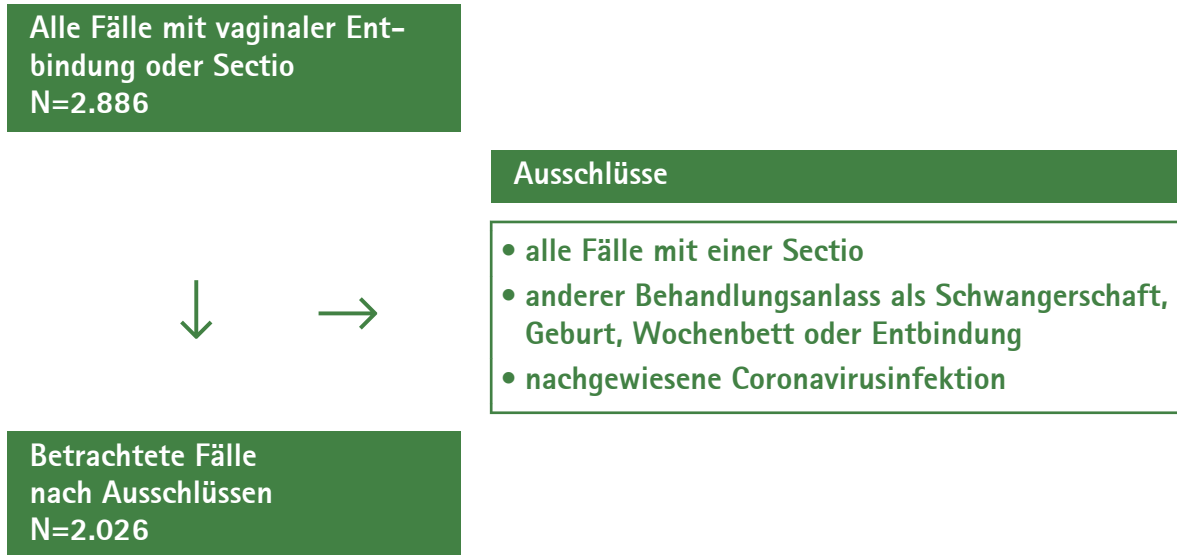 Alle Fälle mit vaginaler Ent-
bindung oder Sectio
N=2.886
Ausschlüsse
• alle Fälle mit einer Sectio
• anderer Behandlungsanlass als Schwangerschaft,
Geburt, Wochenbett oder Entbindung
• nachgewiesene Coronavirusinfektion
Betrachtete Fälle
nach Ausschlüssen
N=2.026